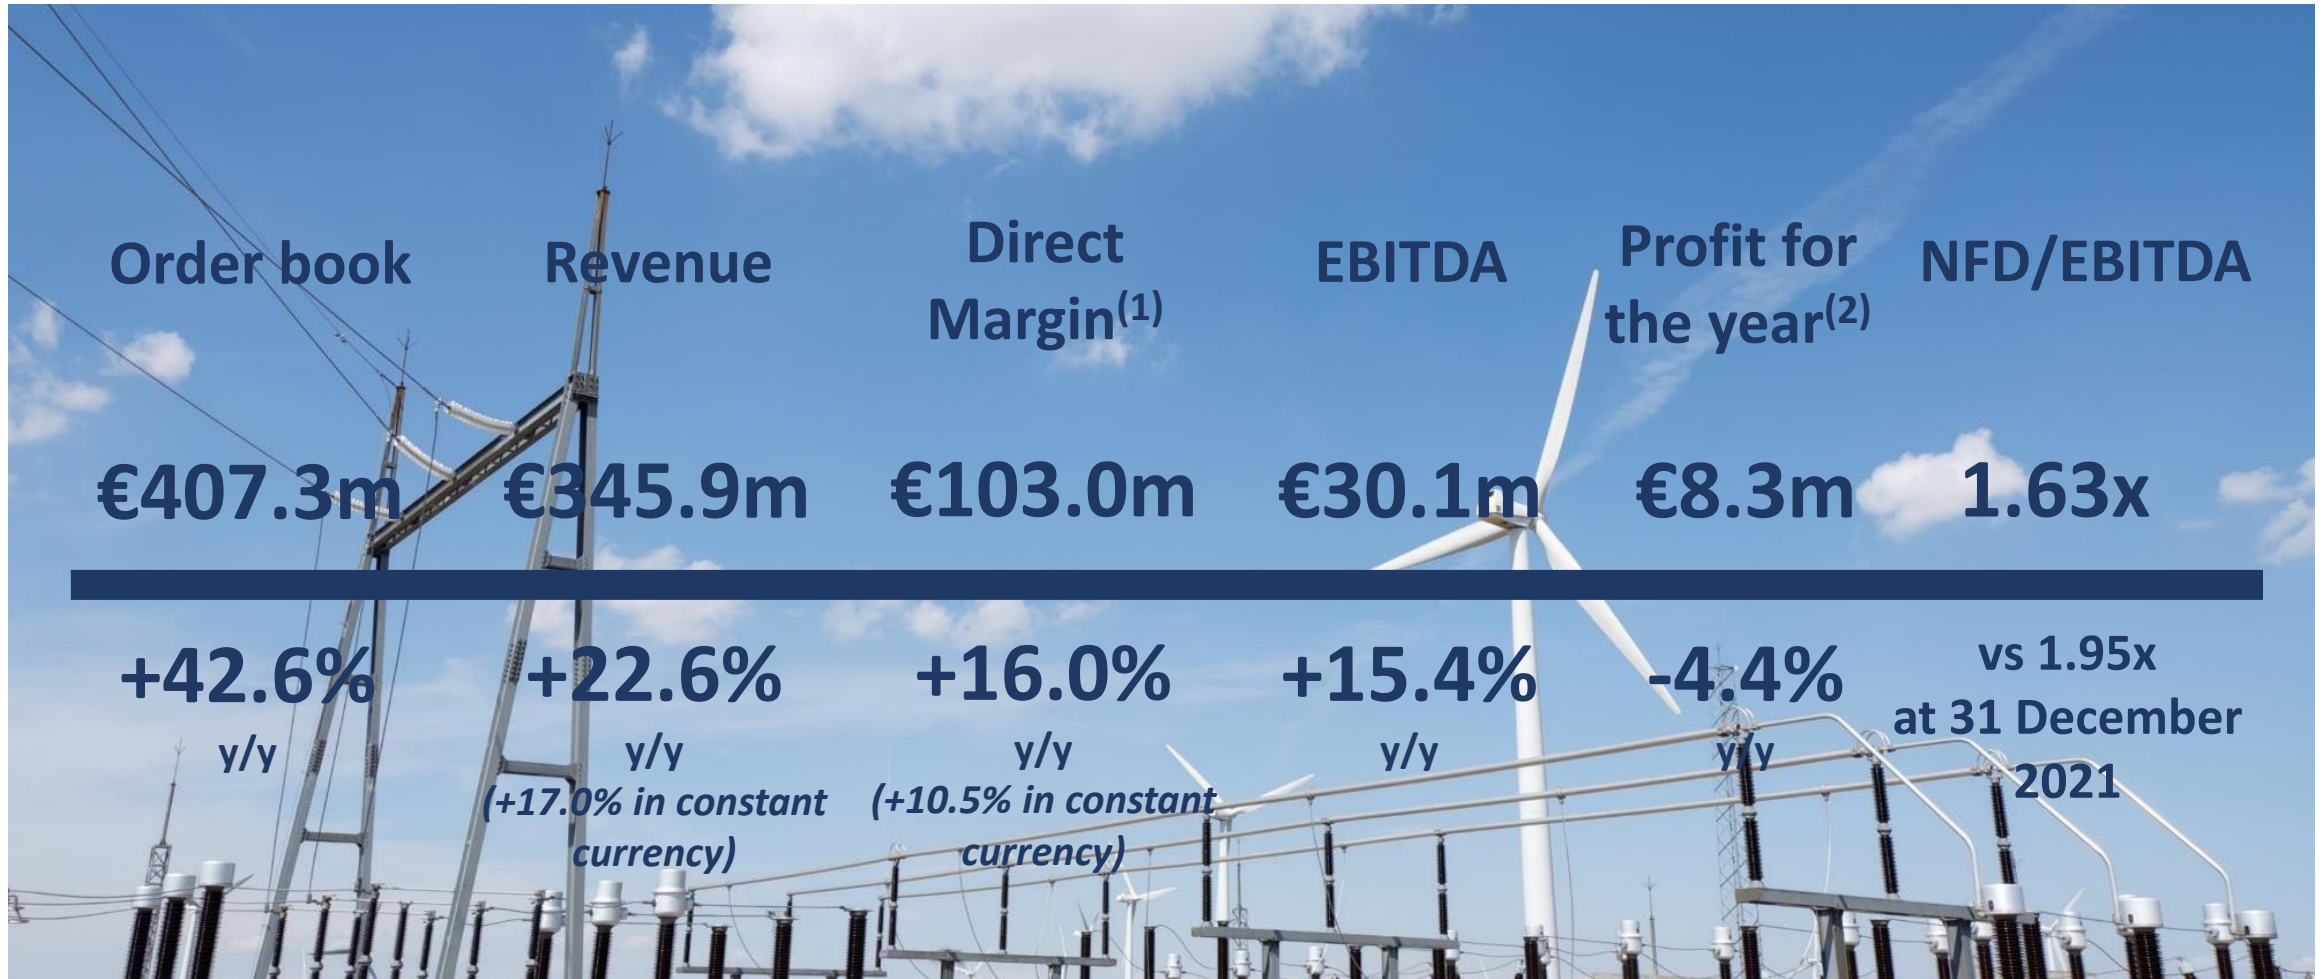 Order book
€407.3m
+42.6%
y/y
Revenue
€345.9m
+22.6%
y/y
(+17.0% in constant
currency)
Direct
Margin(1)
€103.0m
+16.0%
y/y
(+10.5% in constant
currency)
EBITDA
€30.1m
+15.4%
y/y
Profit for
the year(2)
€8.3m
-4.4%
y/y
NFD/EBITDA
1.63x
vs 1.95x
at 31 December
2021